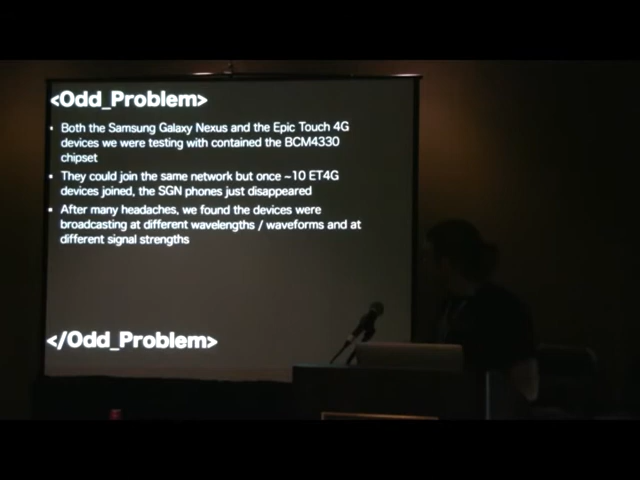 <Odd_Problem>
• Both the Samsung Galaxy Nexus and the Epic Touch 4G
devices we were testing with contained the BCM4330
chipset
• They could join the same network but once ~10 ET4G
devices joined, the SGN phones just disappeared
• After many headaches, we found the devices were
broadcasting at different wavelengths / waveforms and at
different signal strengths
</Odd_Problem>